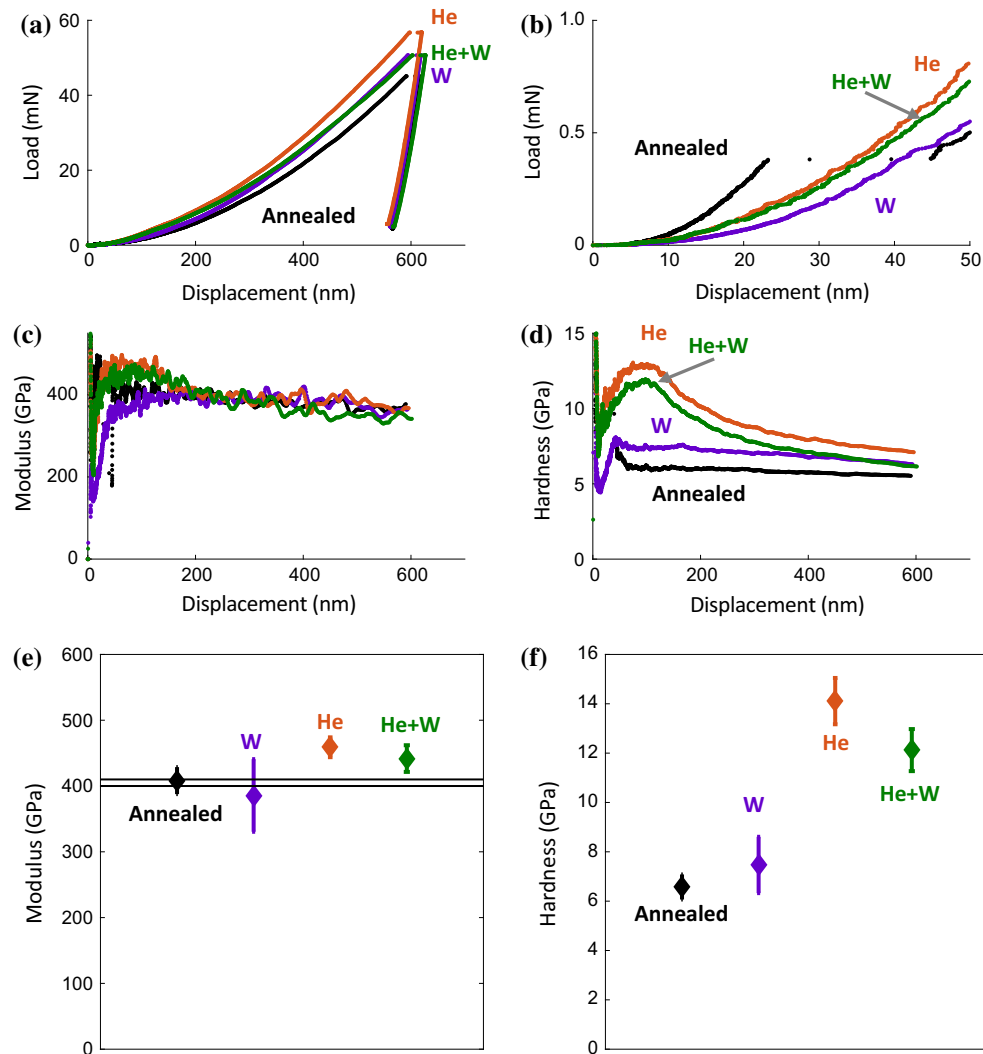 (a)
60
40
20
0
Load (mN)
He
He+W
W
Annealed
0 200 400 600
Displacement (nm)
(b)
1.0
0.5
0
Load (mN)
He
He+W
Annealed
W
0 10 20 30 40 50
Displacement (nm)
(c)
400
200
0
Modulus (GPa)
0 200 400 600
Displacement (nm)
(d)
15
10
5
0
Hardness (GPa)
He
He+W
W
Annealed
0 200 400 600
Displacement (nm)
(e)
600
500
400
300
200
100
0
Modulus (GPa)
Annealed
W
He
He+W
(f)
16
14
12
10
8
6
4
2
0
Hardness (GPa)
Annealed
W
He
He+W